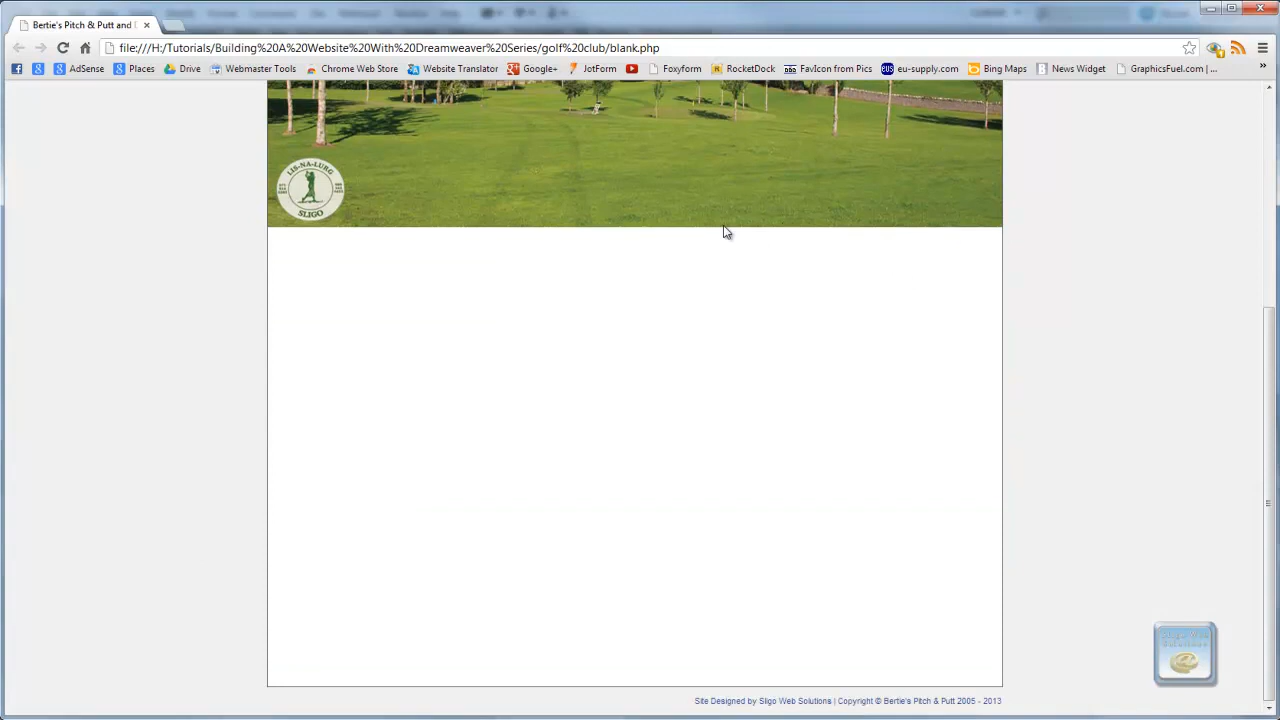 Bertie's Pitch & Putt and
file:///H:/Tutorials/Building%20A%20Website%20With%20Dreamweaver%20Series/golf%20club/blank.php
AdSense Places Drive Webmaster Tools Chrome Web Store Website Translator Google+ JotForm Foxyform RocketDock FavIcon from Pics eu-supply.com Bing Maps News Widget GraphicsFuel.com | ... »
LIS-NA-LURG
SLIGO
Sligo Web
Solutions
Site Designed by Sligo Web Solutions | Copyright © Bertie's Pitch & Putt 2005 - 2013